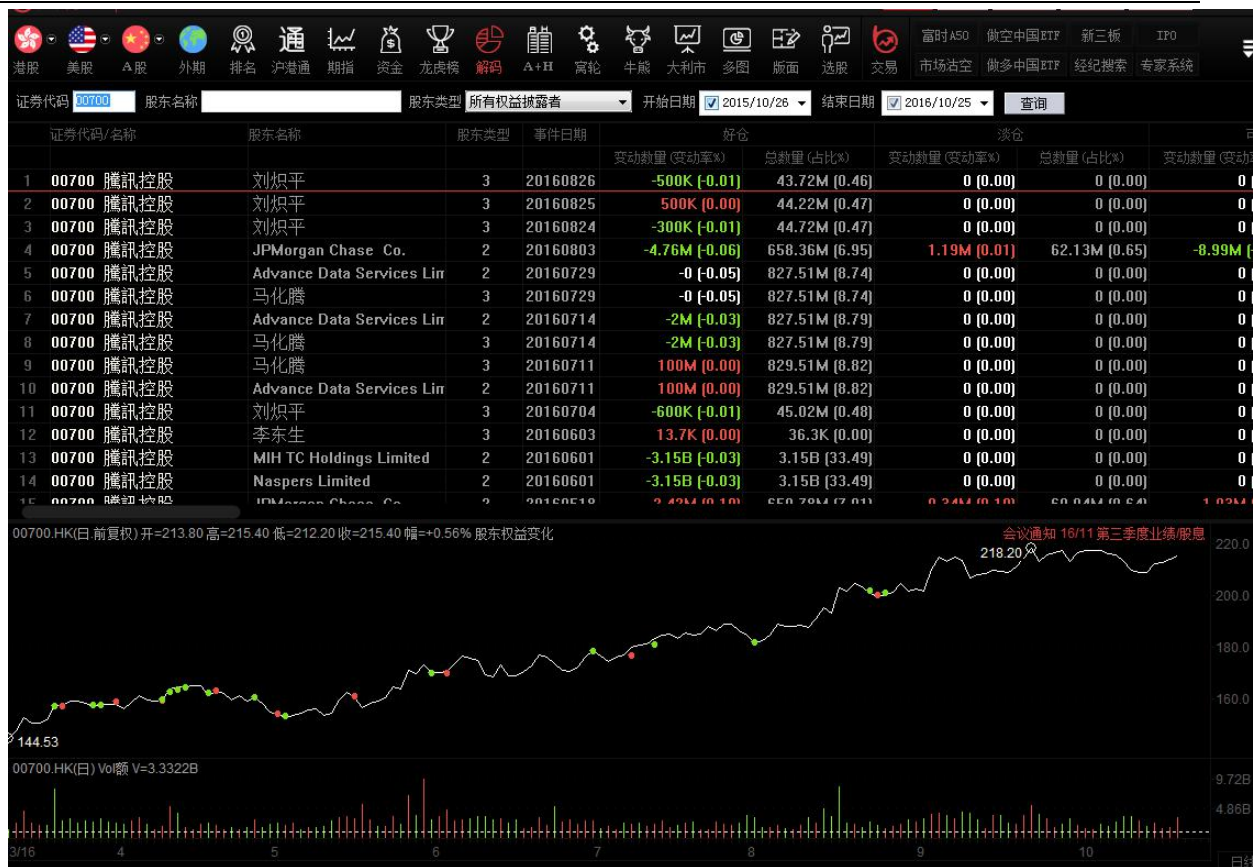 港股 美股 A股 外期 排名 沪港通 期指 资金 龙虎榜 解码 A+H 窝轮 牛熊 大利市 多图 版面 选股 交易
通
富时A50 做空中国ETF 新三板 IPO
市场沽空 做多中国ETF 经纪搜索 专家系统
证券代码 00700 股东名称 股东类型 所有权益披露者 开始日期 2015/10/26 结束日期 2016/10/25 查询
证券代码/名称 股东名称 股东类型 事件日期 好仓 淡仓 可
变动数量(变动率%) 总数量(占比%) 变动数量(变动率%) 总数量(占比%) 变动数量(变动
1 00700 騰訊控股 刘炽平 3 20160826 -500K (-0.01) 43.72M (0.46) 0 (0.00) 0 (0.00) 0 (
2 00700 騰訊控股 刘炽平 3 20160825 500K (0.00) 44.22M (0.47) 0 (0.00) 0 (0.00) 0 (
3 00700 騰訊控股 刘炽平 3 20160824 -300K (-0.01) 44.72M (0.47) 0 (0.00) 0 (0.00) 0 (
4 00700 騰訊控股 JPMorgan Chase Co. 2 20160803 -4.76M (-0.06) 658.36M (6.95) 1.19M (0.01) 62.13M (0.65) -8.99M (-
5 00700 騰訊控股 Advance Data Services Lim 2 20160729 -0 (-0.05) 827.51M (8.74) 0 (0.00) 0 (0.00) 0 (
6 00700 騰訊控股 马化腾 3 20160729 -0 (-0.05) 827.51M (8.74) 0 (0.00) 0 (0.00) 0 (
7 00700 騰訊控股 Advance Data Services Lim 2 20160714 -2M (-0.03) 827.51M (8.79) 0 (0.00) 0 (0.00) 0 (
8 00700 騰訊控股 马化腾 3 20160714 -2M (-0.03) 827.51M (8.79) 0 (0.00) 0 (0.00) 0 (
9 00700 騰訊控股 马化腾 3 20160711 100M (0.00) 829.51M (8.82) 0 (0.00) 0 (0.00) 0 (
10 00700 騰訊控股 Advance Data Services Lim 2 20160711 100M (0.00) 829.51M (8.82) 0 (0.00) 0 (0.00) 0 (
11 00700 騰訊控股 刘炽平 3 20160704 -600K (-0.01) 45.02M (0.48) 0 (0.00) 0 (0.00) 0 (
12 00700 騰訊控股 李东生 3 20160603 13.7K (0.00) 36.3K (0.00) 0 (0.00) 0 (0.00) 0 (
13 00700 騰訊控股 MIH TC Holdings Limited 2 20160601 -3.15B (-0.03) 3.15B (33.49) 0 (0.00) 0 (0.00) 0 (
14 00700 騰訊控股 Naspers Limited 2 20160601 -3.15B (-0.03) 3.15B (33.49) 0 (0.00) 0 (0.00) 0 (
15 00700 騰訊控股 JPMorgan Chase Co. 2 20160518
00700.HK(日.前复权) 开=213.80 高=215.40 低=212.20 收=215.40 幅=+0.56% 股东权益变化
会议通知 16/11 第三季度业绩/股息
220.0
218.20
200.0
180.0
160.0
144.53
00700.HK(日) Vol额 V=3.3322B
9.72B
4.86B
3/16 4 5 6 7 8 9 10